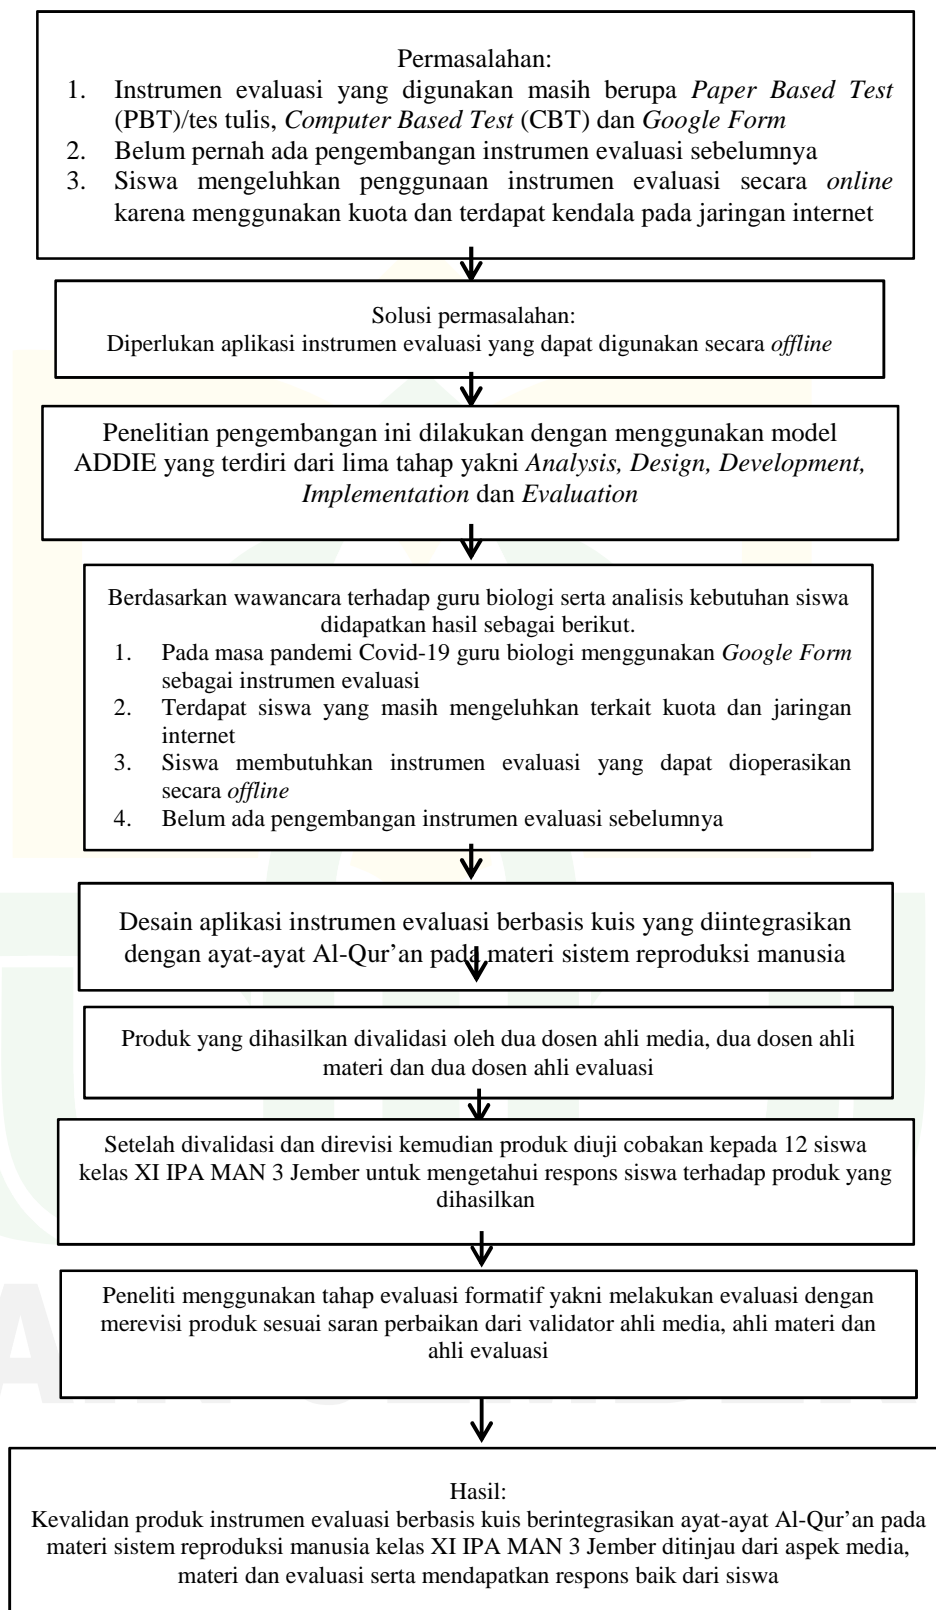 Permasalahan:
1. Instrumen evaluasi yang digunakan masih berupa Paper Based Test
(PBT)/tes tulis, Computer Based Test (CBT) dan Google Form
2. Belum pernah ada pengembangan instrumen evaluasi sebelumnya
3. Siswa mengeluhkan penggunaan instrumen evaluasi secara online
karena menggunakan kuota dan terdapat kendala pada jaringan internet
Solusi permasalahan:
Diperlukan aplikasi instrumen evaluasi yang dapat digunakan secara offline
Penelitian pengembangan ini dilakukan dengan menggunakan model
ADDIE yang terdiri dari lima tahap yakni Analysis, Design, Development,
Implementation dan Evaluation
Berdasarkan wawancara terhadap guru biologi serta analisis kebutuhan siswa
didapatkan hasil sebagai berikut.
1. Pada masa pandemi Covid-19 guru biologi menggunakan Google Form
sebagai instrumen evaluasi
2. Terdapat siswa yang masih mengeluhkan terkait kuota dan jaringan
internet
3. Siswa membutuhkan instrumen evaluasi yang dapat dioperasikan
secara offline
4. Belum ada pengembangan instrumen evaluasi sebelumnya
Desain aplikasi instrumen evaluasi berbasis kuis yang diintegrasikan
dengan ayat-ayat Al-Qur’an pada materi sistem reproduksi manusia
Produk yang dihasilkan divalidasi oleh dua dosen ahli media, dua dosen ahli
materi dan dua dosen ahli evaluasi
Setelah divalidasi dan direvisi kemudian produk diuji cobakan kepada 12 siswa
kelas XI IPA MAN 3 Jember untuk mengetahui respons siswa terhadap produk yang
dihasilkan
Peneliti menggunakan tahap evaluasi formatif yakni melakukan evaluasi dengan
merevisi produk sesuai saran perbaikan dari validator ahli media, ahli materi dan
ahli evaluasi
Hasil:
Kevalidan produk instrumen evaluasi berbasis kuis berintegrasikan ayat-ayat Al-Qur’an pada
materi sistem reproduksi manusia kelas XI IPA MAN 3 Jember ditinjau dari aspek media,
materi dan evaluasi serta mendapatkan respons baik dari siswa